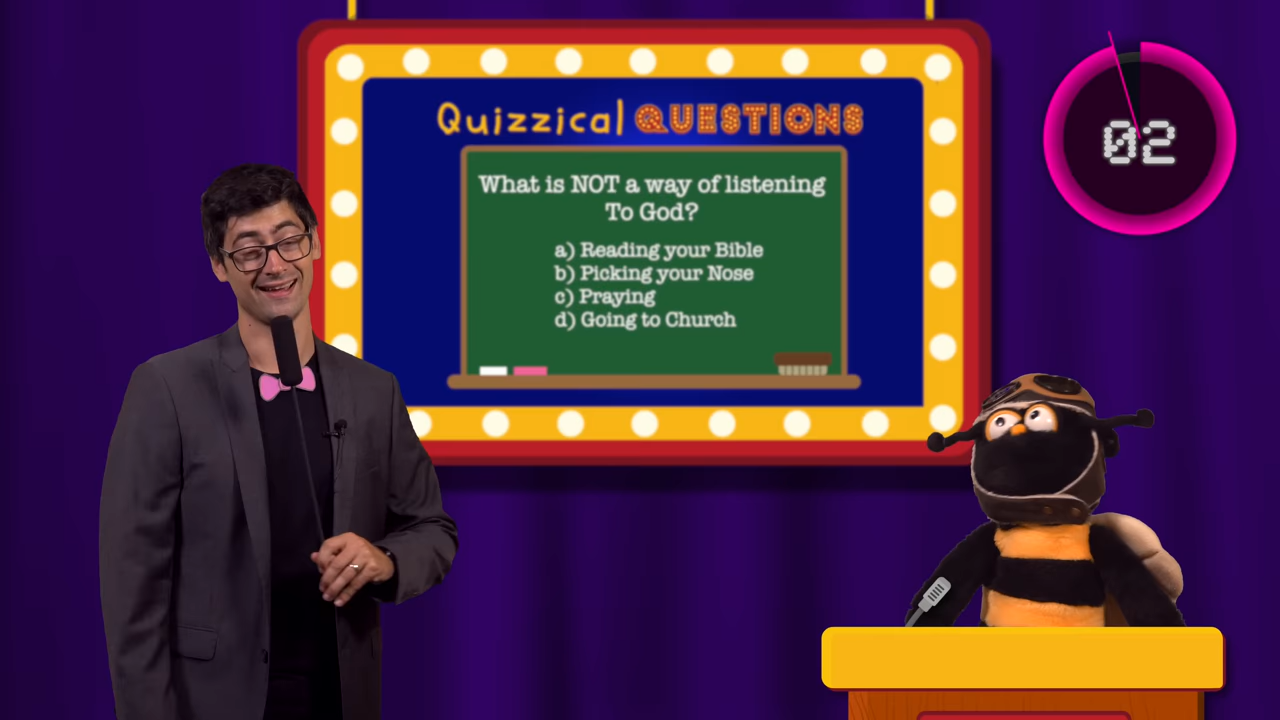 Quizzical QUESTIONS
02
What is NOT a way of listening
To God?
a) Reading your Bible
b) Picking your Nose
c) Praying
d) Going to Church